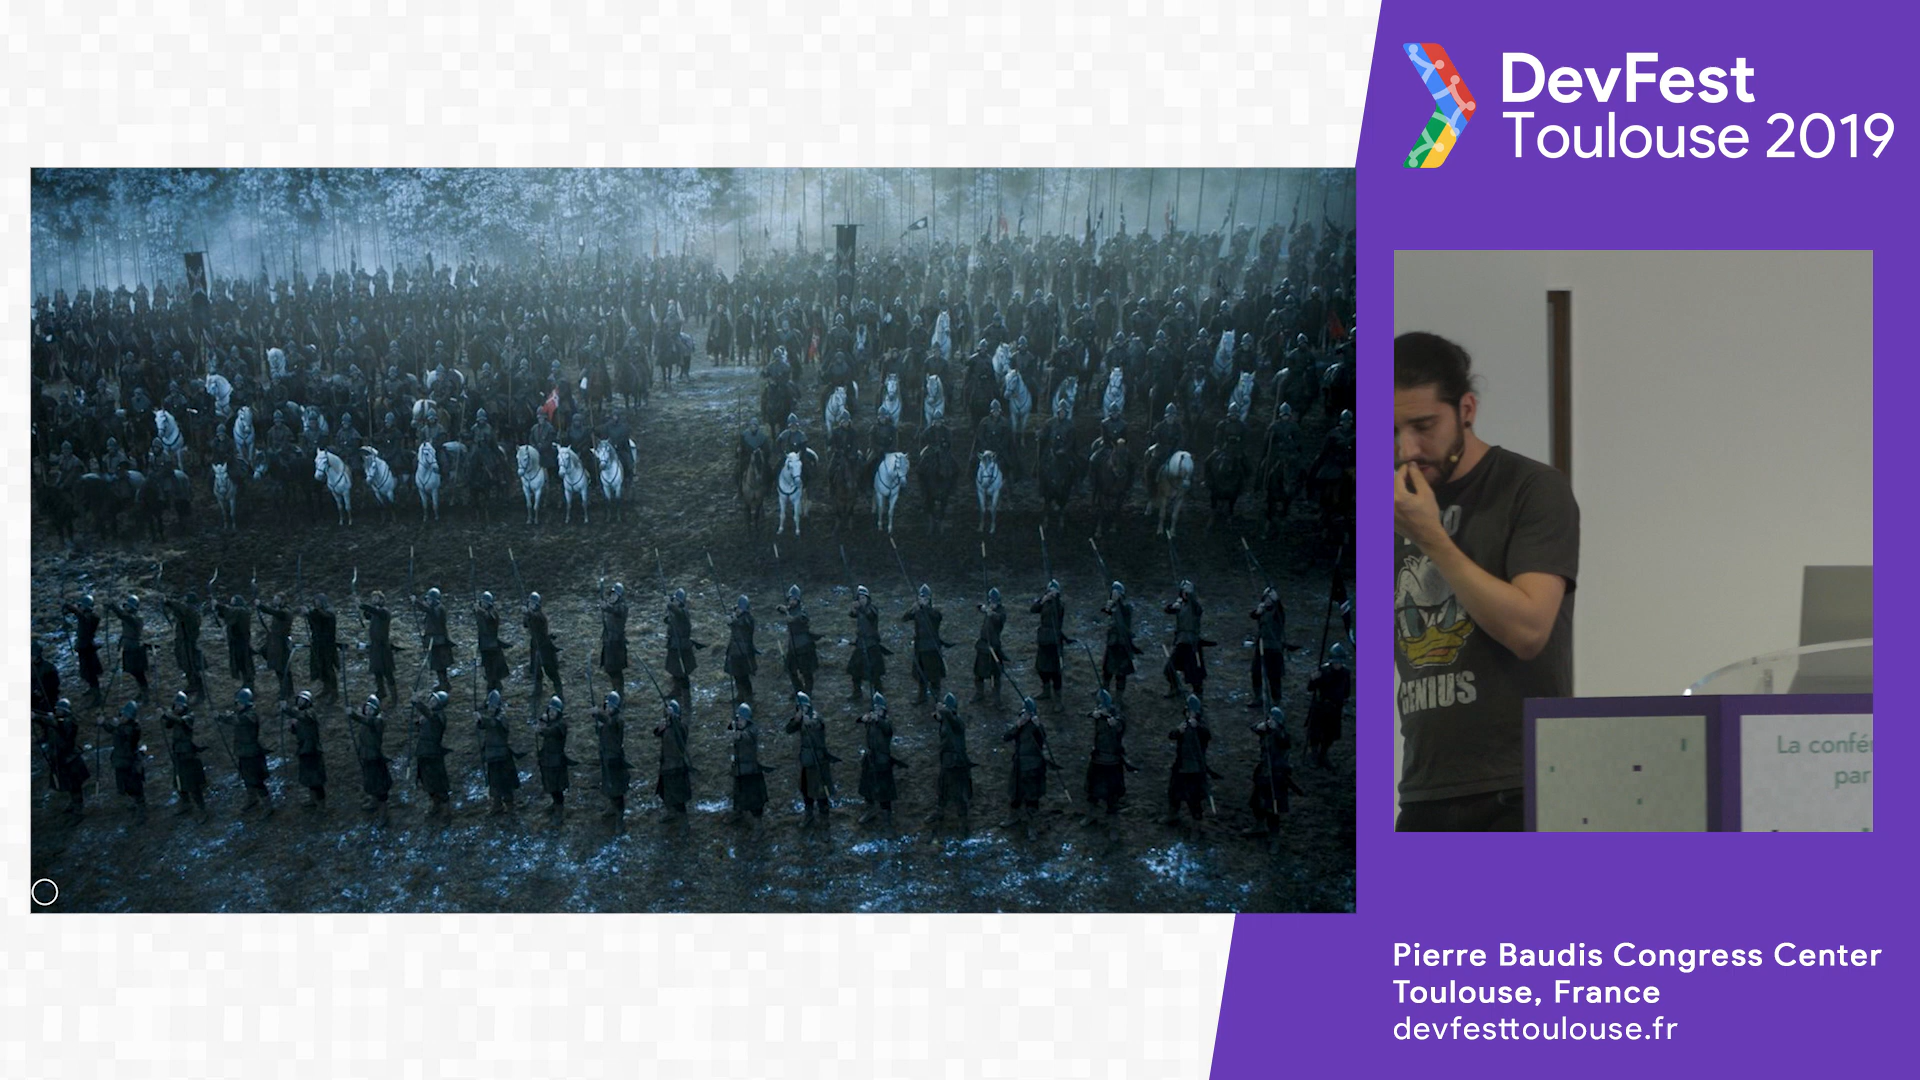 DevFest
Toulouse 2019
GENIUS
La confé
par
Pierre Baudis Congress Center
Toulouse, France
devfesttoulouse.fr